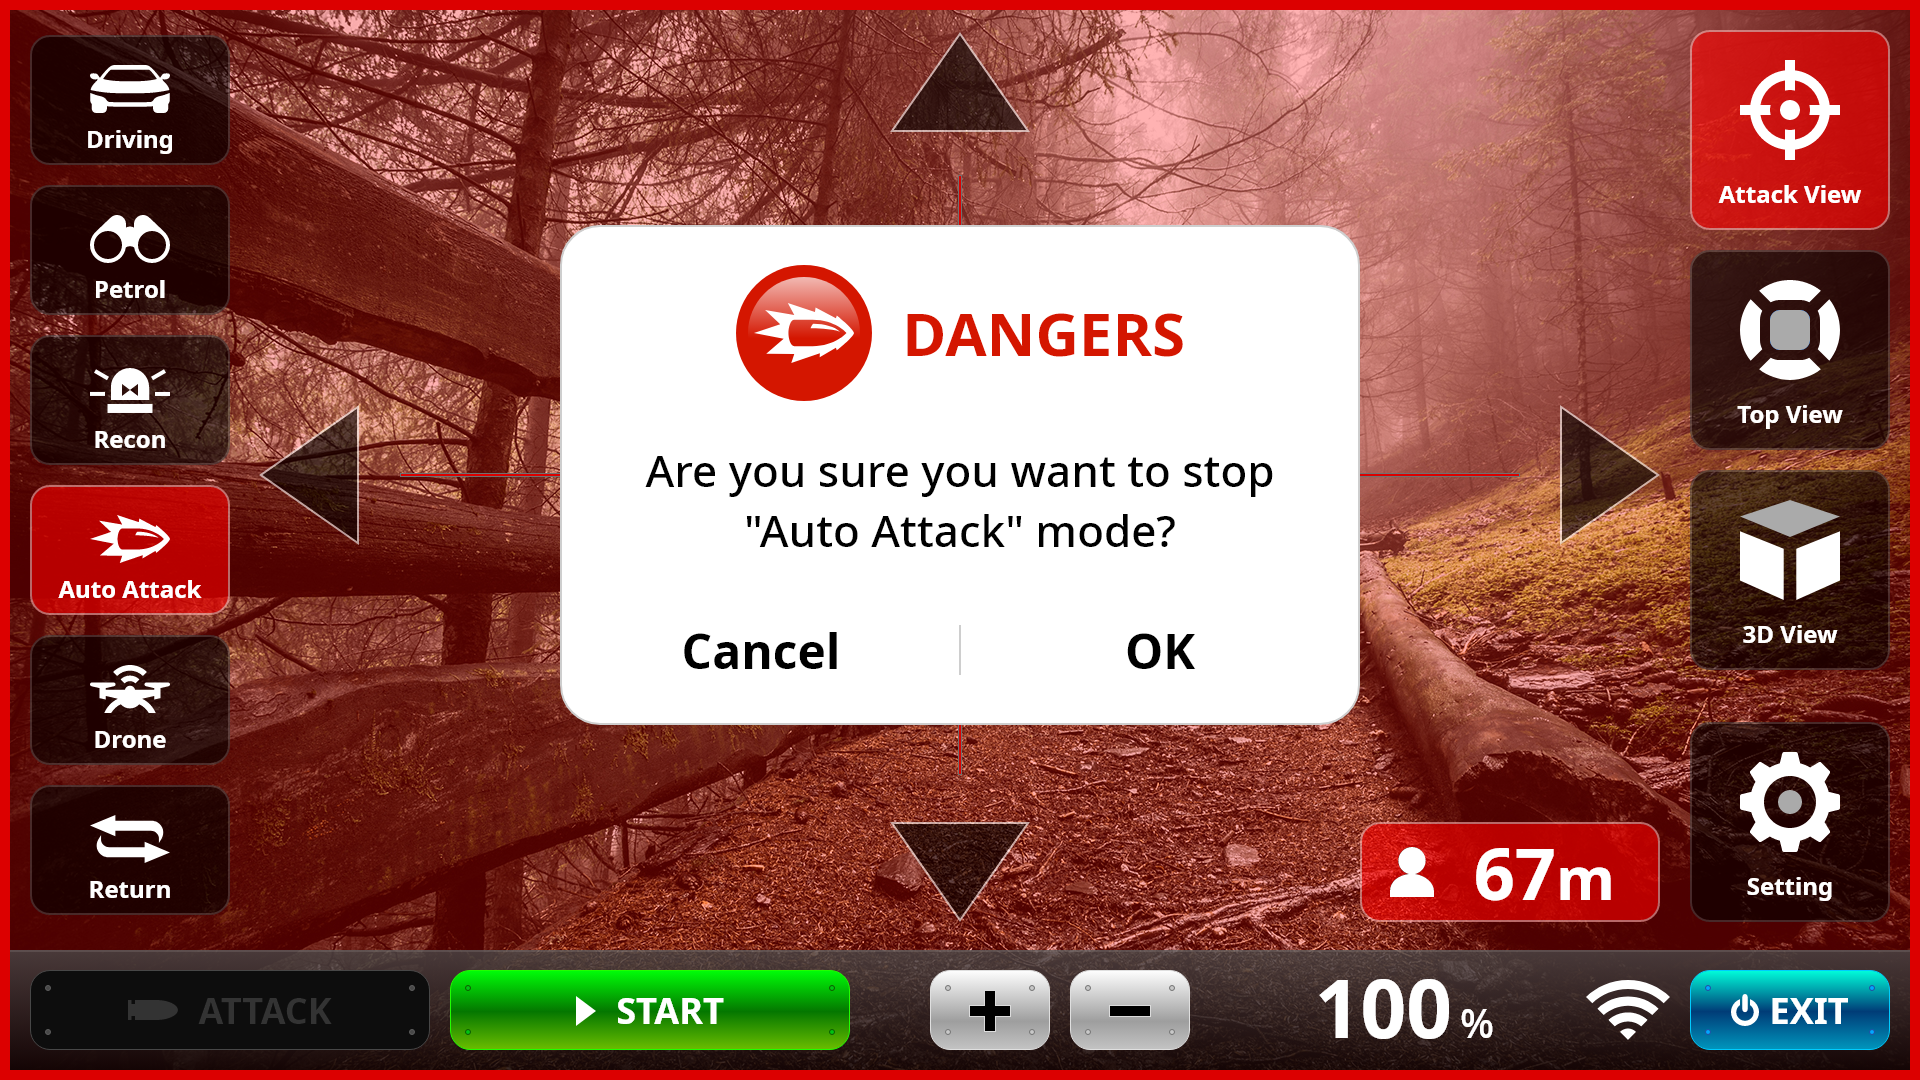 Driving
Petrol
Recon
Auto Attack
Drone
Return
DANGERS
Are you sure you want to stop
"Auto Attack" mode?
Cancel
OK
Attack View
Top View
3D View
Setting
67m
ATTACK
START
+
−
100 %
EXIT